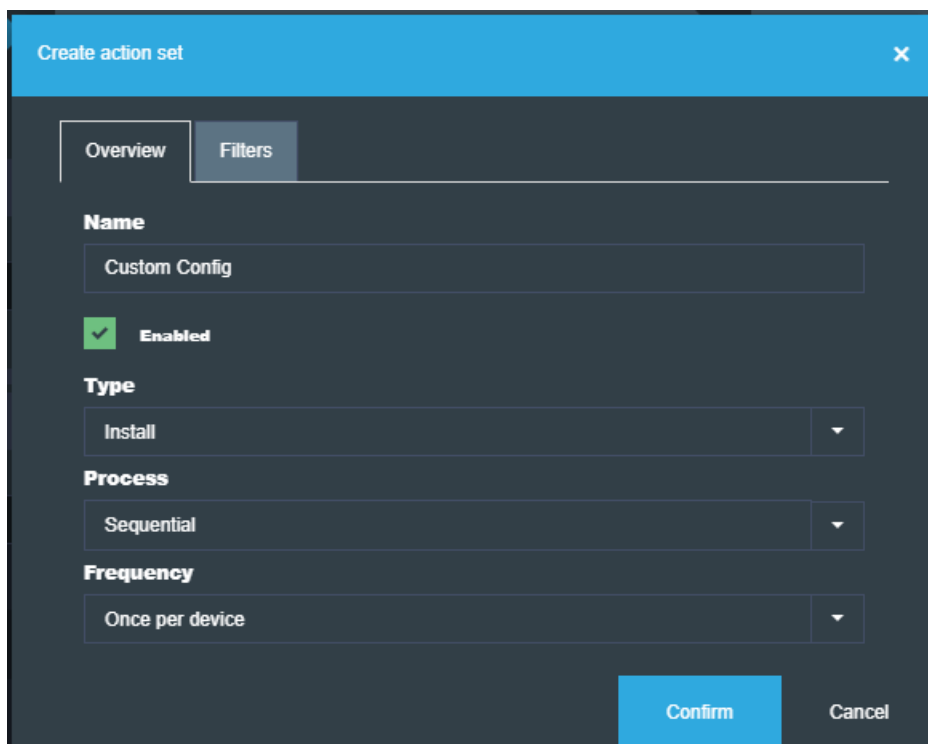 Create action set
Overview Filters
Name
Custom Config
Enabled
Type
Install
Process
Sequential
Frequency
Once per device
Confirm Cancel